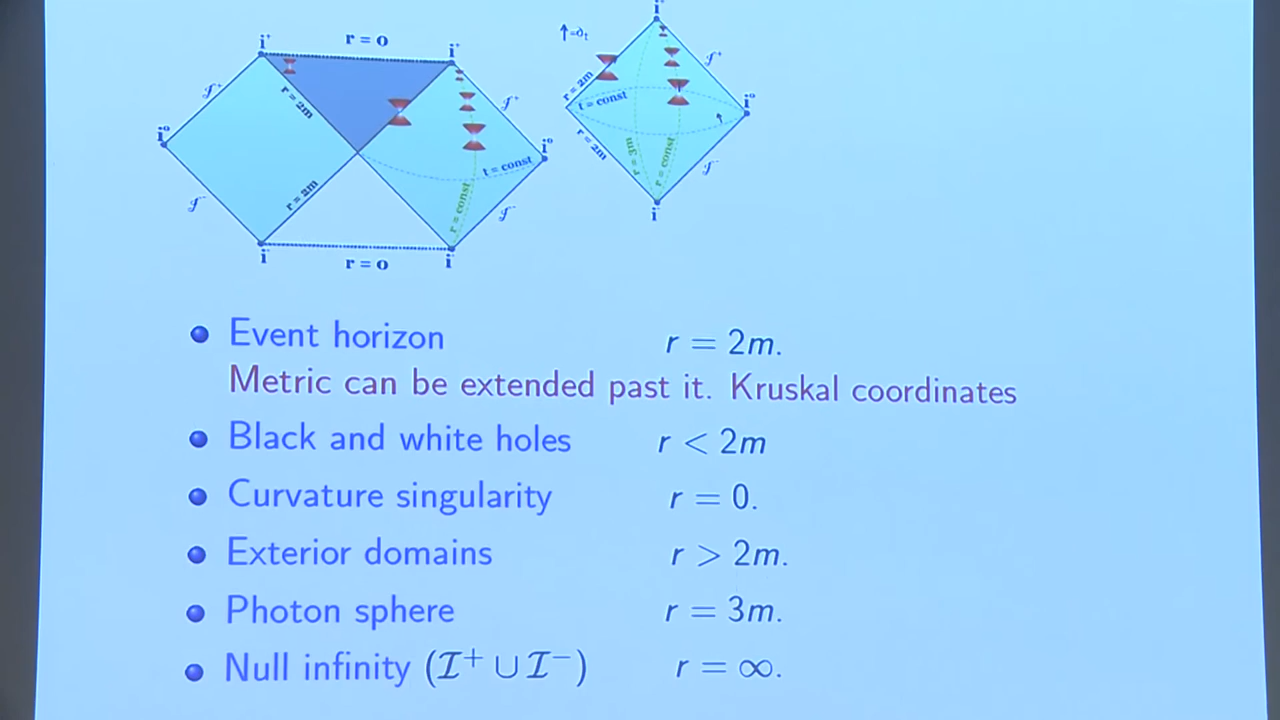 i⁺ r = 0 i⁺
𝓘⁺ r = 2m 𝓘⁺
i⁰ i⁰
t = const
𝓘⁻ r = 2m r = const 𝓘⁻
i⁻ r = 0 i⁻
i⁺
↑=∂t
r = 2m 𝓘⁺
t = const i⁰
r = 2m r = 3m r = const 𝓘⁻
i⁻
Event horizon r = 2m.
Metric can be extended past it. Kruskal coordinates
Black and white holes r < 2m
Curvature singularity r = 0.
Exterior domains r > 2m.
Photon sphere r = 3m.
Null infinity (𝓘⁺ ∪ 𝓘⁻) r = ∞.